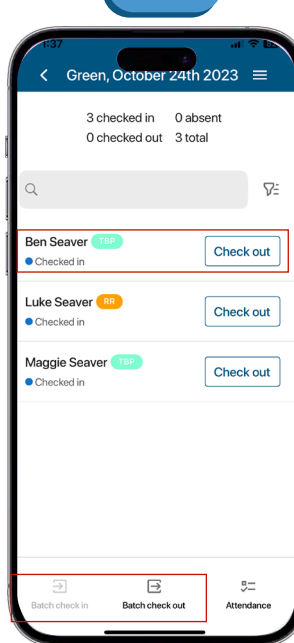 1:37
Green, October 24th 2023
3 checked in 0 absent
0 checked out 3 total
Ben Seaver TBP
Checked in
Check out
Luke Seaver RR
Checked in
Check out
Maggie Seaver TBP
Checked in
Check out
Batch check in Batch check out Attendance